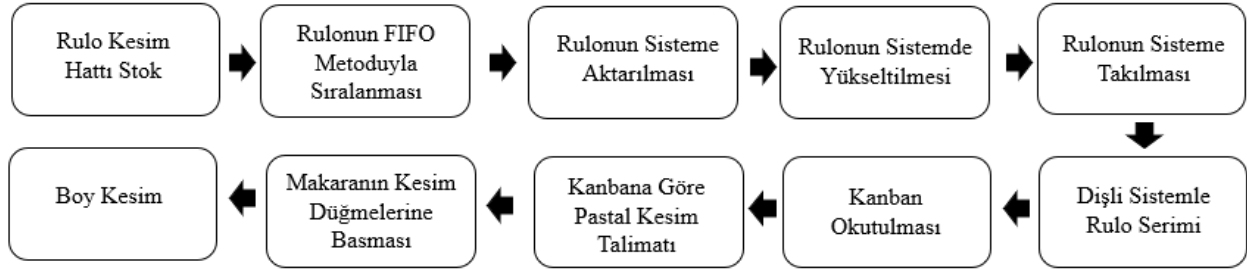 Rulo Kesim
Hattı Stok
Rulonun FIFO
Metoduyla
Sıralanması
Rulonun Sisteme
Aktarılması
Rulonun Sistemde
Yükseltilmesi
Rulonun Sisteme
Takılması
Dişli Sistemle
Rulo Serimi
Kanban
Okutulması
Kanbana Göre
Pastal Kesim
Talimatı
Makaranın Kesim
Düğmelerine
Basması
Boy Kesim